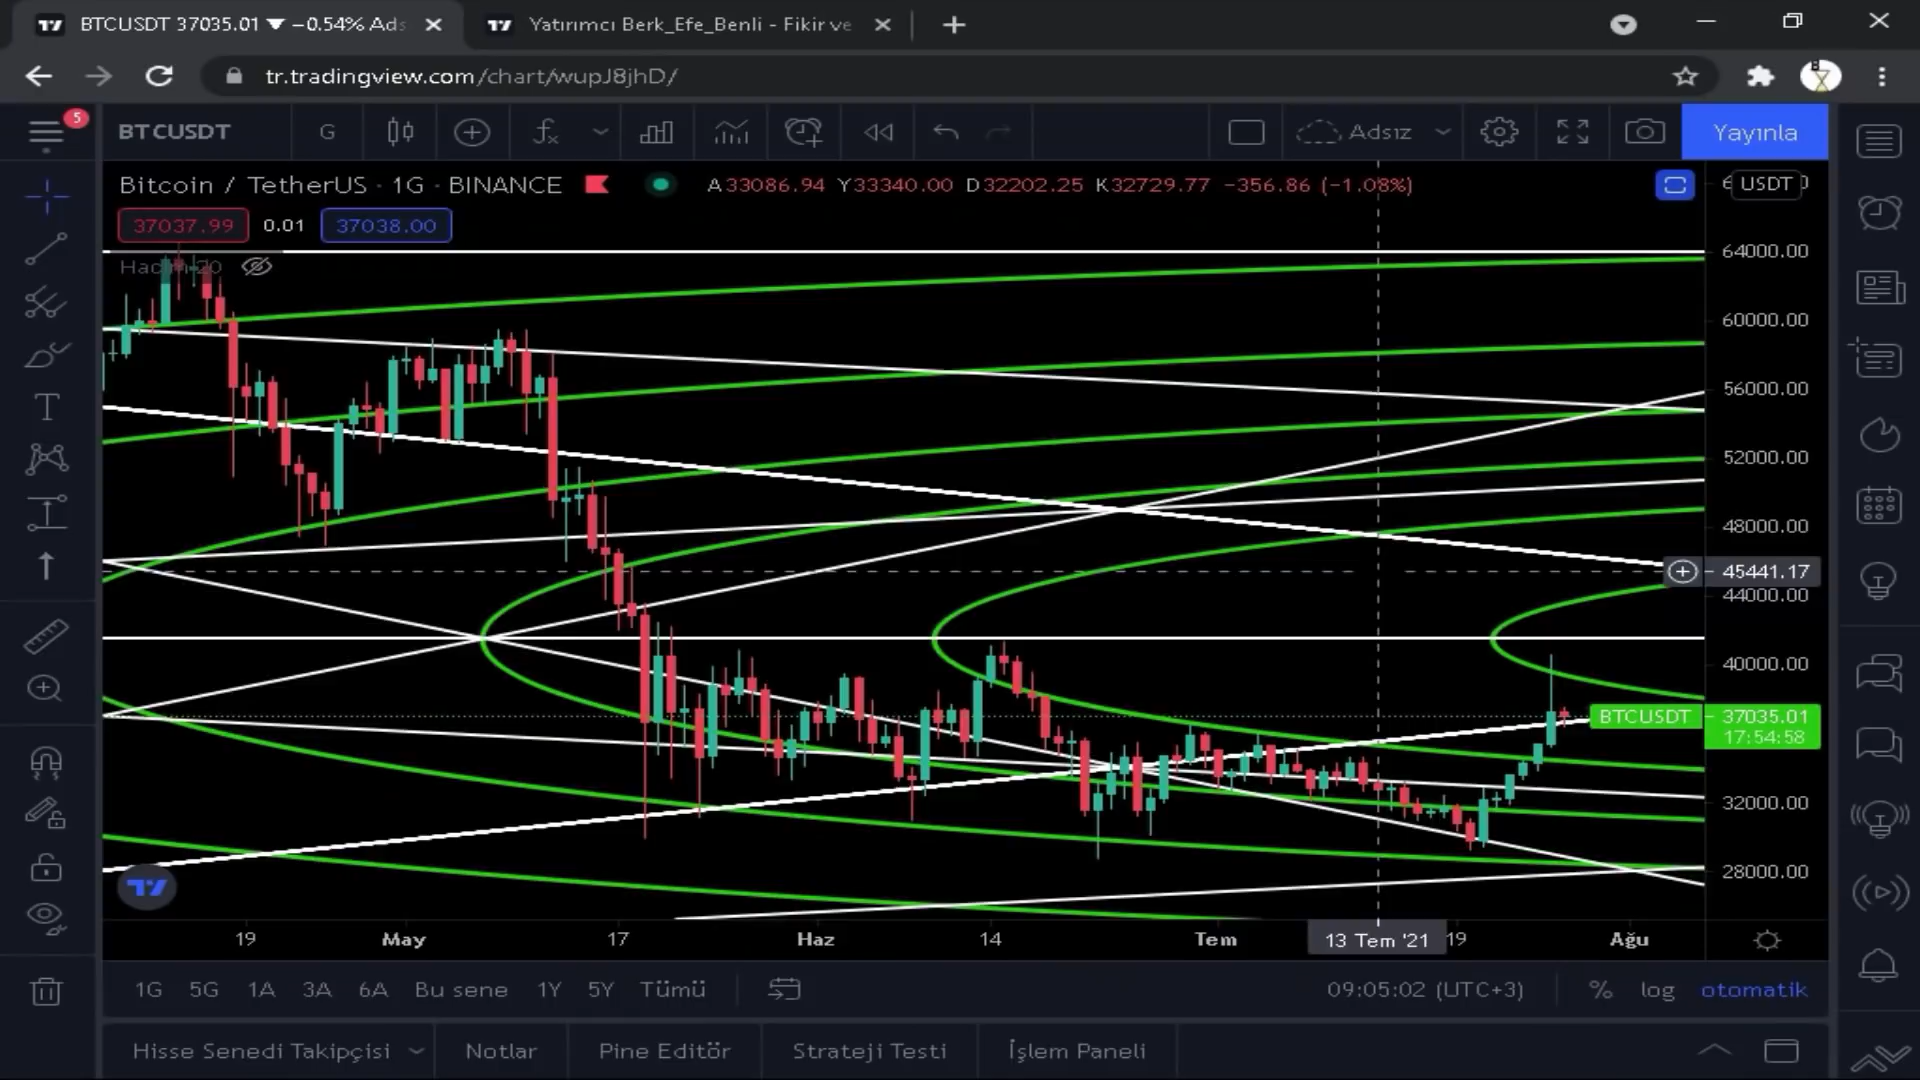 BTCUSDT 37035.01 ▼ −0.54% Ads
Yatırımcı Berk_Efe_Benli - Fikir ve
tr.tradingview.com/chart/wupJ8jhD/
5
BTCUSDT
G
Adsız
Yayınla
Bitcoin / TetherUS · 1G · BINANCE
A33086.94 Y33340.00 D32202.25 K32729.77 −356.86 (−1.08%)
USDT
37037.99
0.01
37038.00
Hacim 20
64000.00
60000.00
56000.00
52000.00
48000.00
45441.17
44000.00
40000.00
BTCUSDT
37035.01
17:54:58
32000.00
28000.00
19
May
17
Haz
14
Tem
13 Tem '21
19
Ağu
1G 5G 1A 3A 6A Bu sene 1Y 5Y Tümü
09:05:02 (UTC+3)
% log otomatik
Hisse Senedi Takipçisi
Notlar
Pine Editör
Strateji Testi
İşlem Paneli